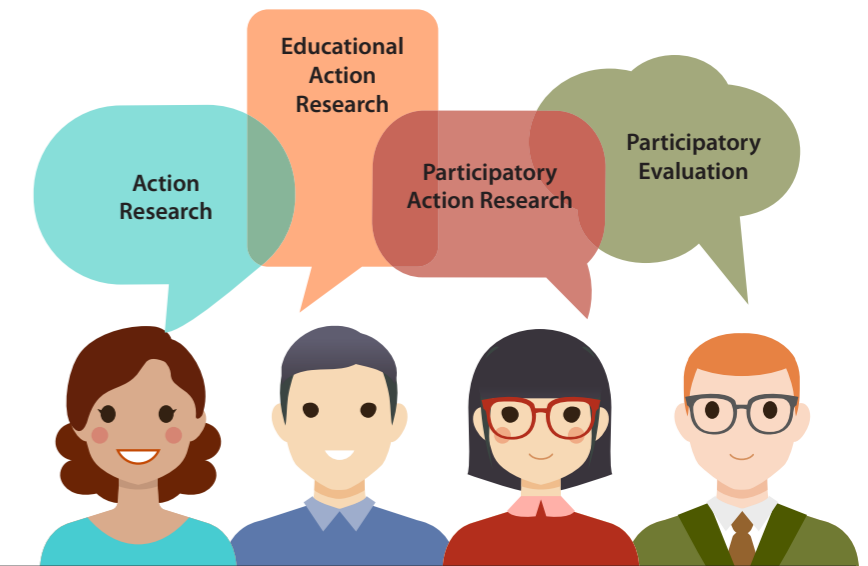 Educational
Action
Research
Action
Research
Participatory
Action Research
Participatory
Evaluation